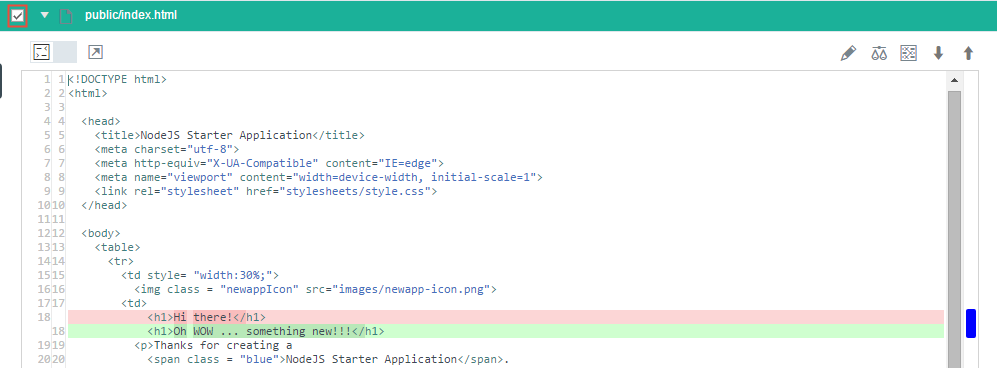 public/index.html
1 1 <!DOCTYPE html>
2 2 <html>
3 3
4 4 <head>
5 5 <title>NodeJS Starter Application</title>
6 6 <meta charset="utf-8">
7 7 <meta http-equiv="X-UA-Compatible" content="IE=edge">
8 8 <meta name="viewport" content="width=device-width, initial-scale=1">
9 9 <link rel="stylesheet" href="stylesheets/style.css">
10 10 </head>
11 11
12 12 <body>
13 13 <table>
14 14 <tr>
15 15 <td style= "width:30%;">
16 16 <img class = "newappIcon" src="images/newapp-icon.png">
17 17 <td>
18 <h1>Hi there!</h1>
18 <h1>Oh WOW ... something new!!!</h1>
19 19 <p>Thanks for creating a
20 20 <span class = "blue">NodeJS Starter Application</span>.